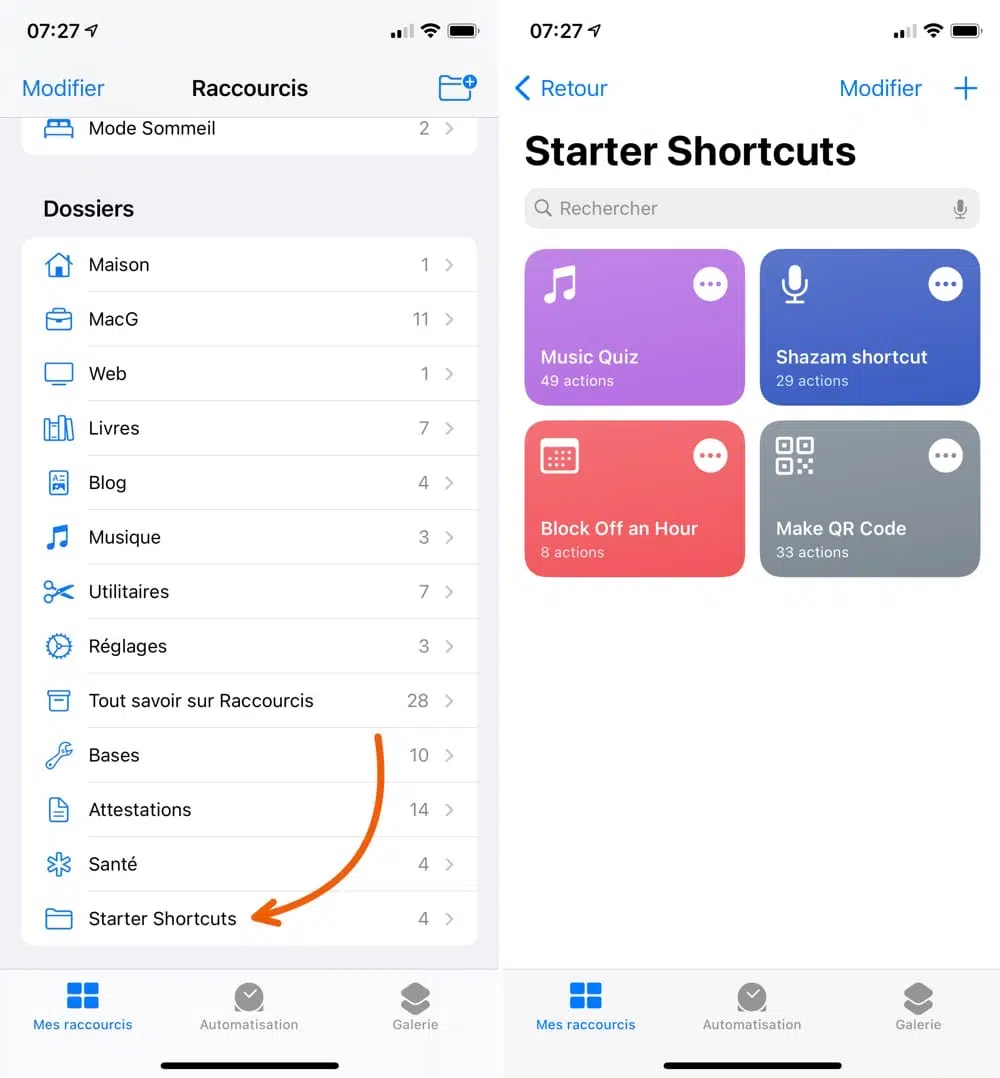 07:27
Modifier
Raccourcis
Mode Sommeil 2
Dossiers
Maison 1
MacG 11
Web 1
Livres 7
Blog 4
Musique 3
Utilitaires 7
Réglages 3
Tout savoir sur Raccourcis 28
Bases 10
Attestations 14
Santé 4
Starter Shortcuts 4
Mes raccourcis
Automatisation
Galerie
07:27
Retour
Modifier
Starter Shortcuts
Rechercher
Music Quiz
49 actions
Shazam shortcut
29 actions
Block Off an Hour
8 actions
Make QR Code
33 actions
Mes raccourcis
Automatisation
Galerie